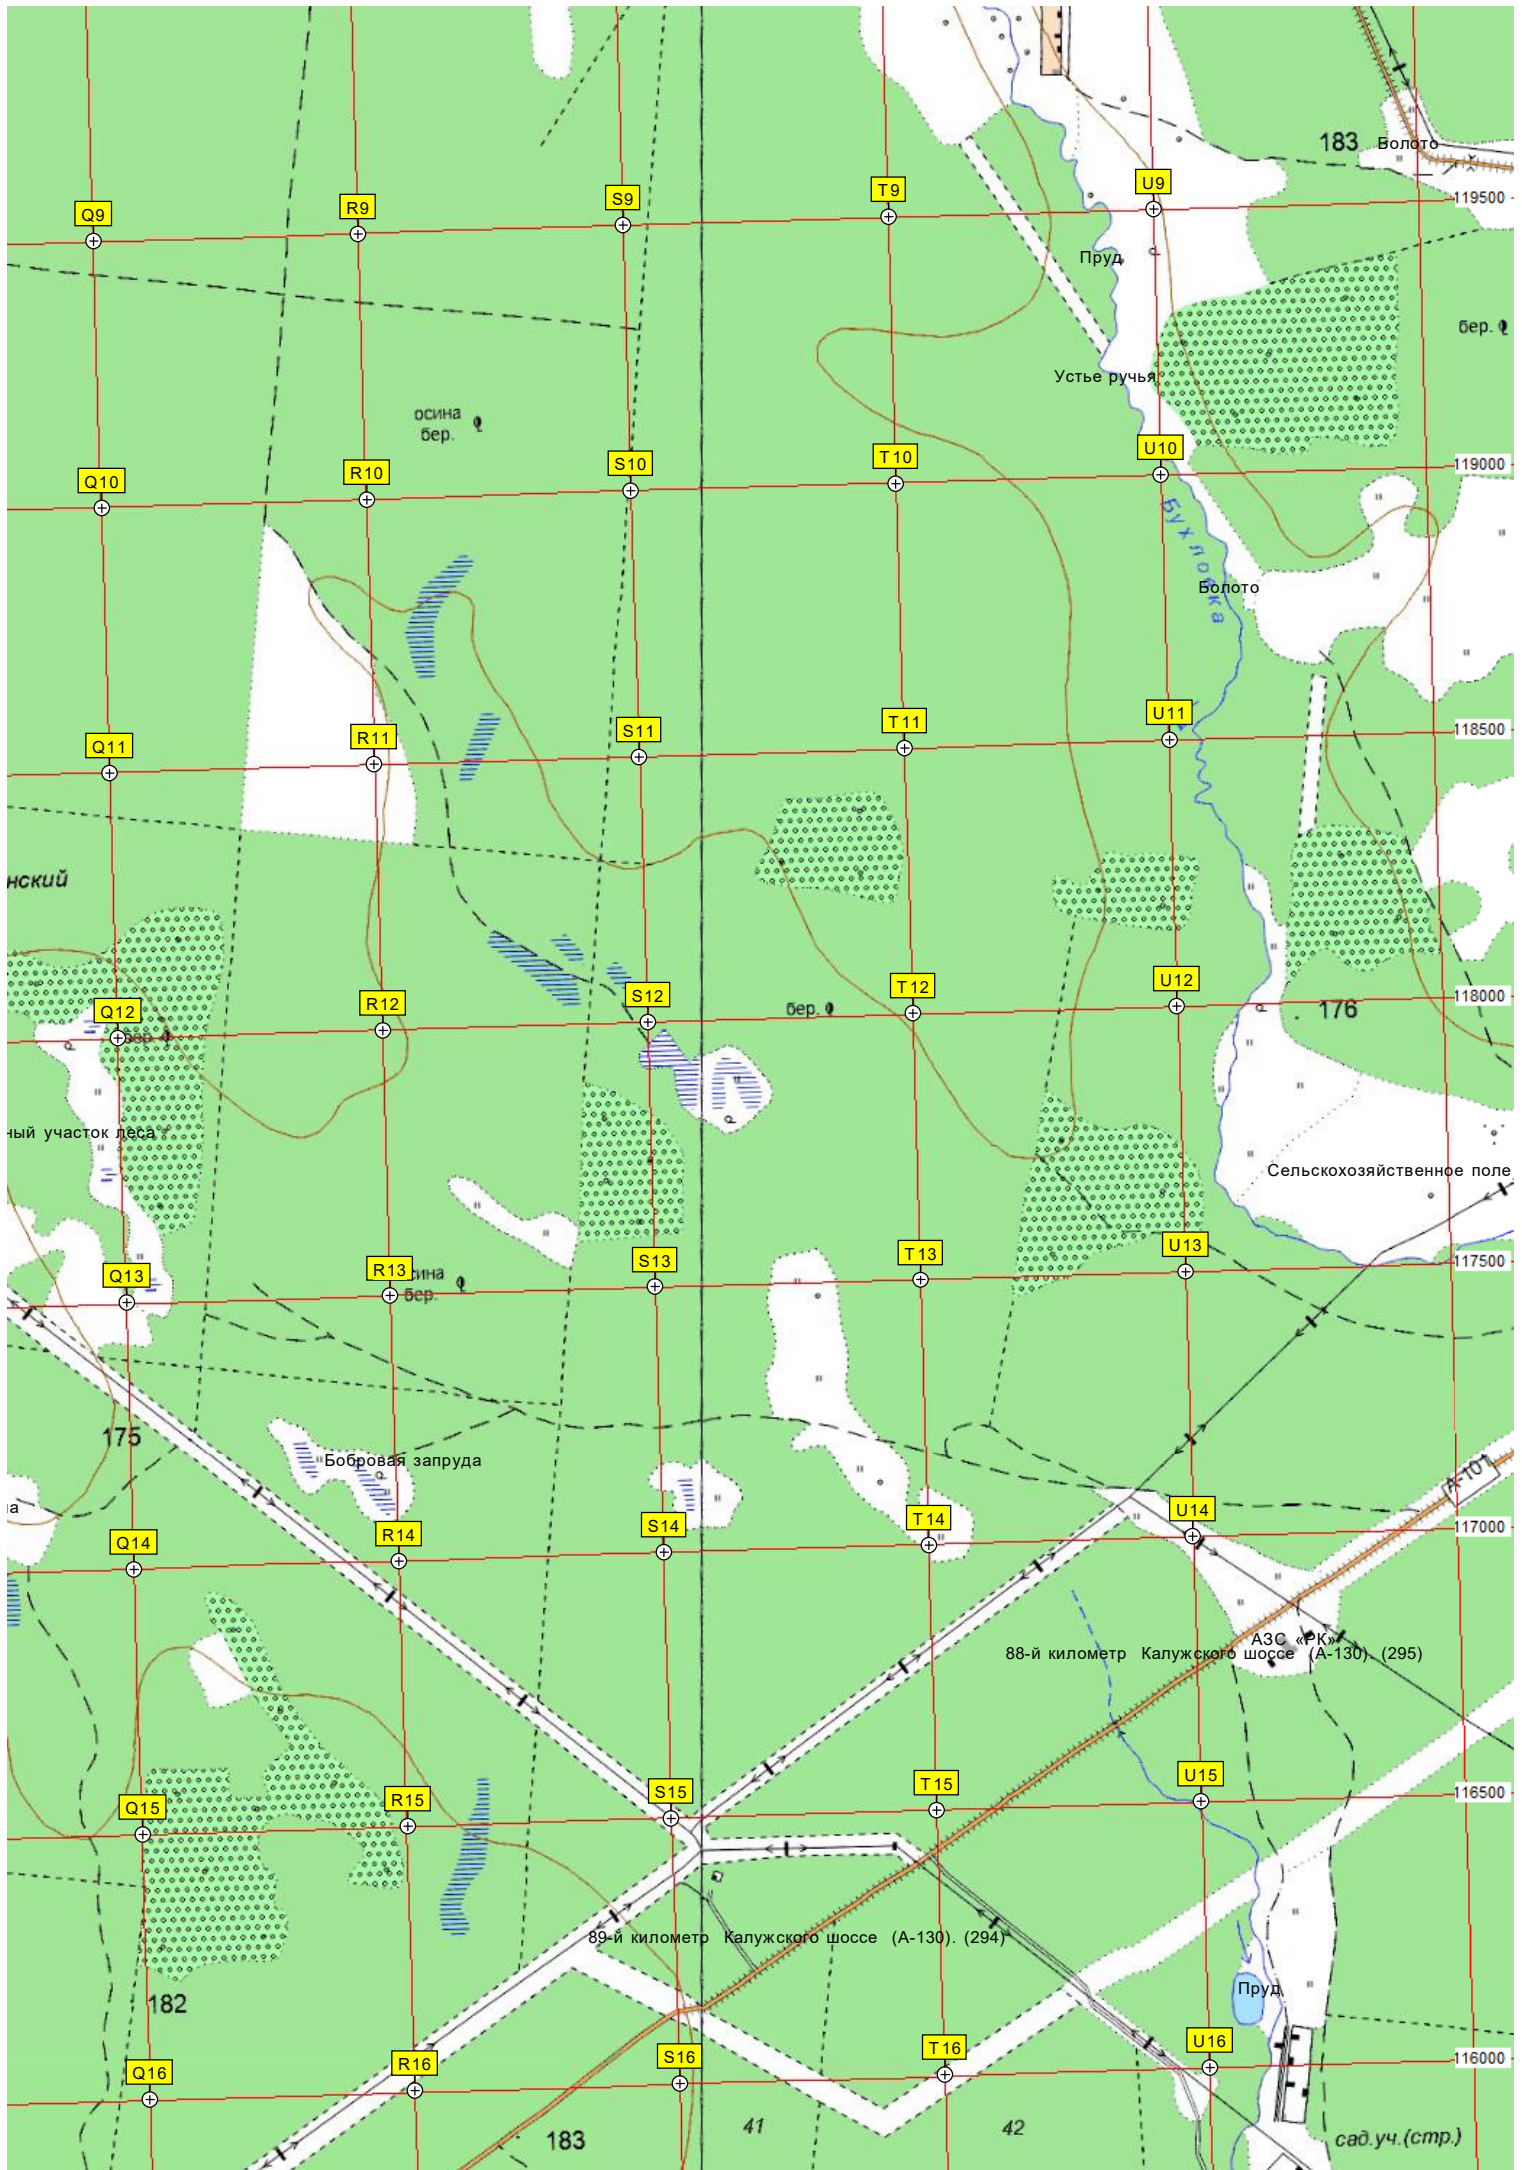 183 Болото
119500
U9
T9
S9
R9
Q9
Пруд
бер.
Устье ручья
осина
бер.
U10
T10
S10
R10
Q10
119000
Бухловка
Болото
118500
U11
T11
S11
R11
Q11
нский
118000
U12
T12
S12
R12
Q12
бер.
176
бер.
ный участок леса
Сельскохозяйственное поле
117500
U13
T13
S13
R13
Q13
сина
бер.
175
Бобровая запруда
А-101
на
117000
U14
T14
S14
R14
Q14
АЗС «РК»
88-й километр Калужского шоссе (А-130). (295)
116500
U15
T15
S15
R15
Q15
89-й километр Калужского шоссе (А-130). (294)
Пруд
182
116000
U16
T16
S16
R16
Q16
41
42
183
сад.уч.(стр.)